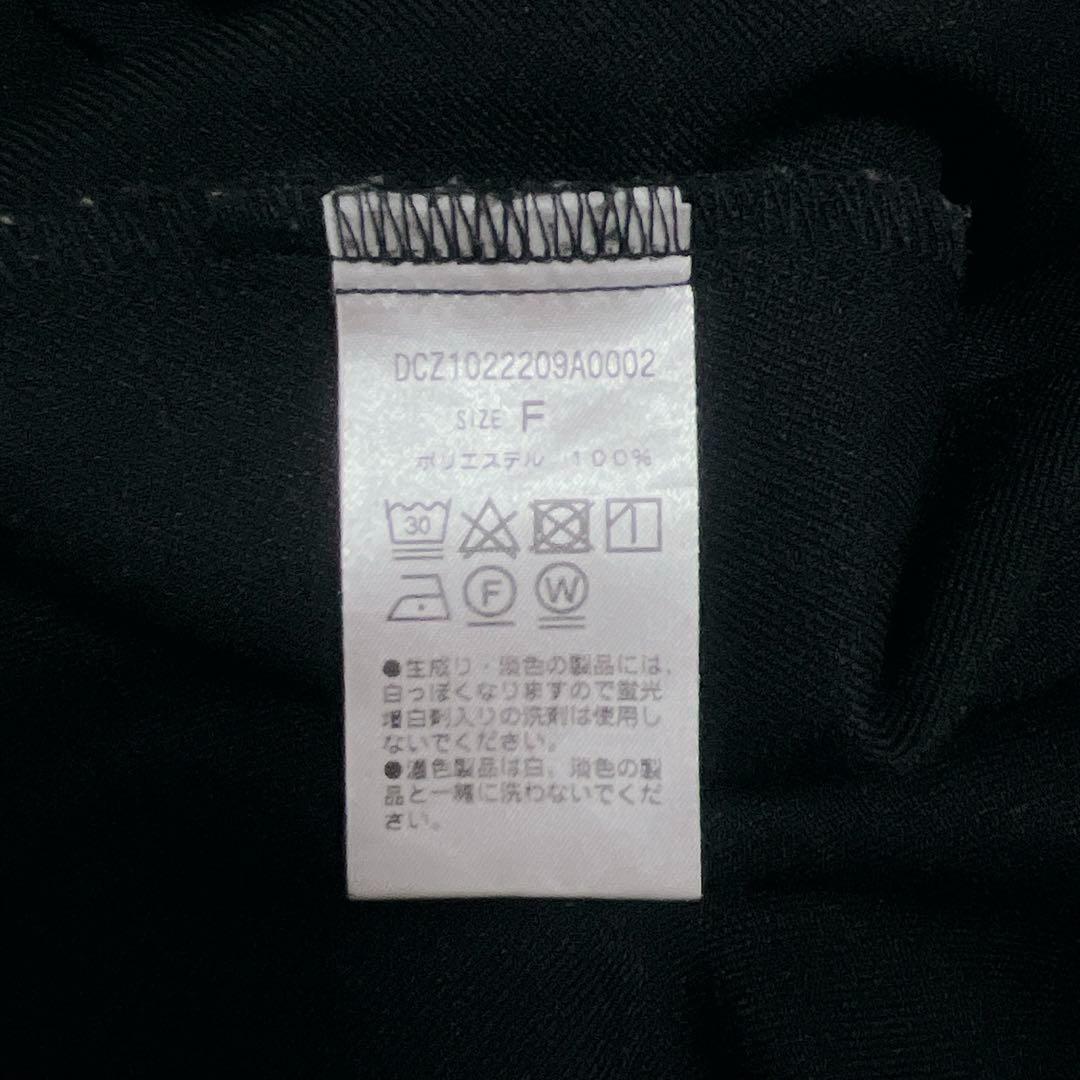 DCZ1022209A0002
SIZE F
ポリエステル 100%
30
F W
●生成り・淡色の製品には、
白っぽくなりますので蛍光
増白剤入りの洗剤は使用し
ないでください。
●濃色製品は白、淡色の製
品と一緒に洗わないでくだ
さい。